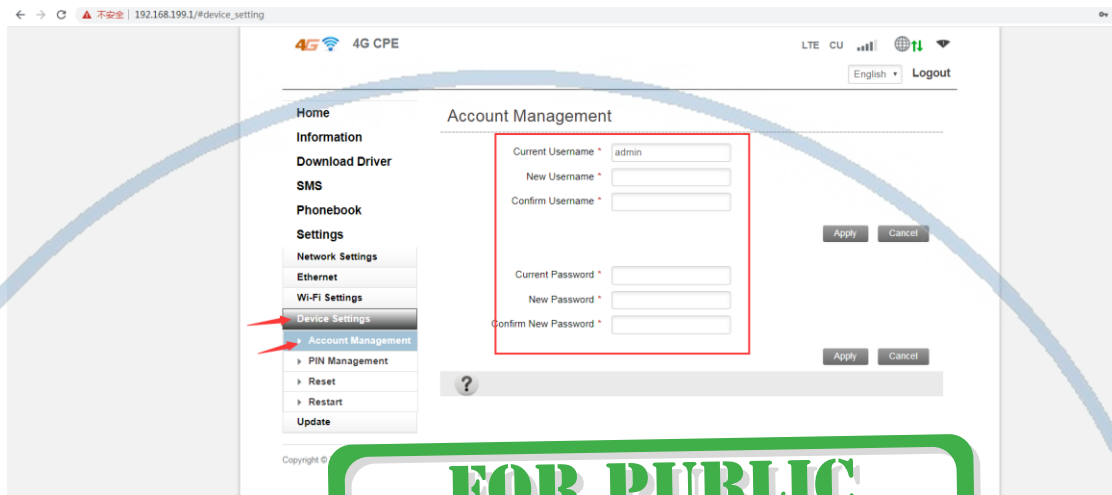 不安全 | 192.168.199.1/#device_setting
4G 4G CPE
LTE CU
English Logout
Home
Information
Download Driver
SMS
Phonebook
Settings
Network Settings
Ethernet
Wi-Fi Settings
Device Settings
Account Management
PIN Management
Reset
Restart
Update
Account Management
Current Username * admin
New Username *
Confirm Username *
Apply Cancel
Current Password *
New Password *
Confirm New Password *
Apply Cancel
?
Copyright ©
FOR PUBLIC